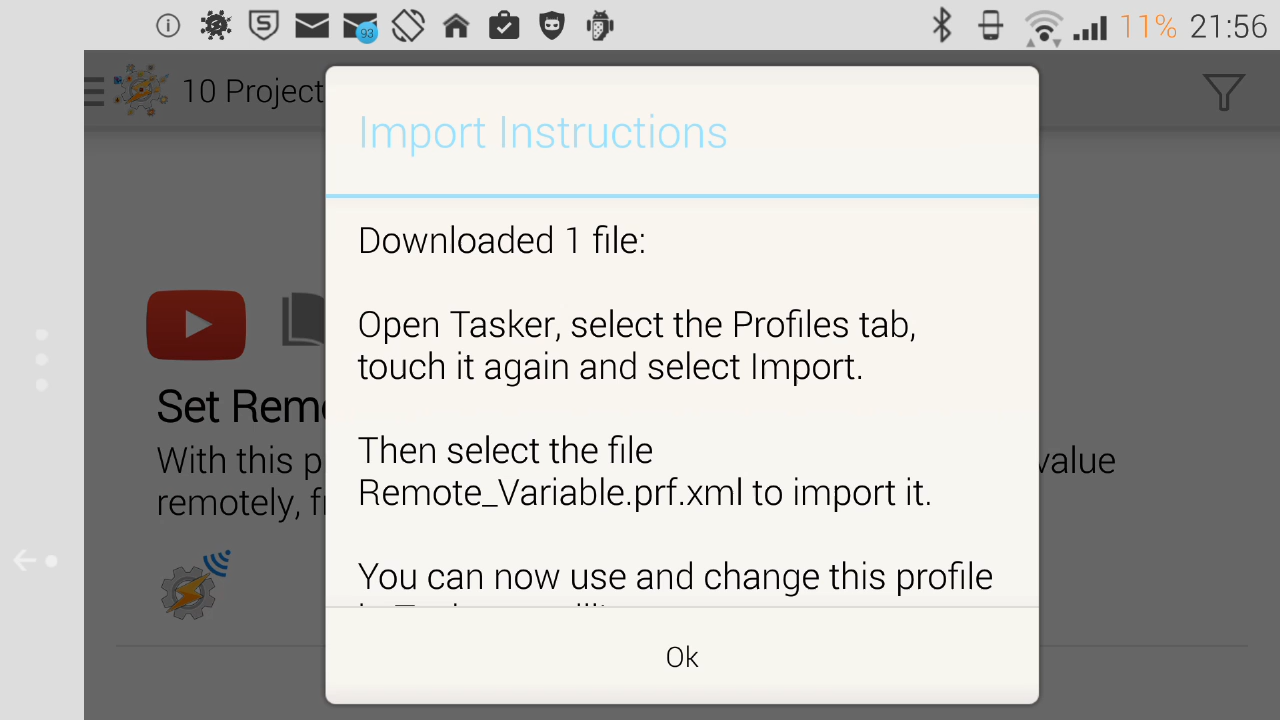 93
11% 21:56
10 Project
Import Instructions
Downloaded 1 file:
Open Tasker, select the Profiles tab,
touch it again and select Import.
Then select the file
Remote_Variable.prf.xml to import it.
You can now use and change this profile
Ok
Set Rem
With this p
value
remotely, f